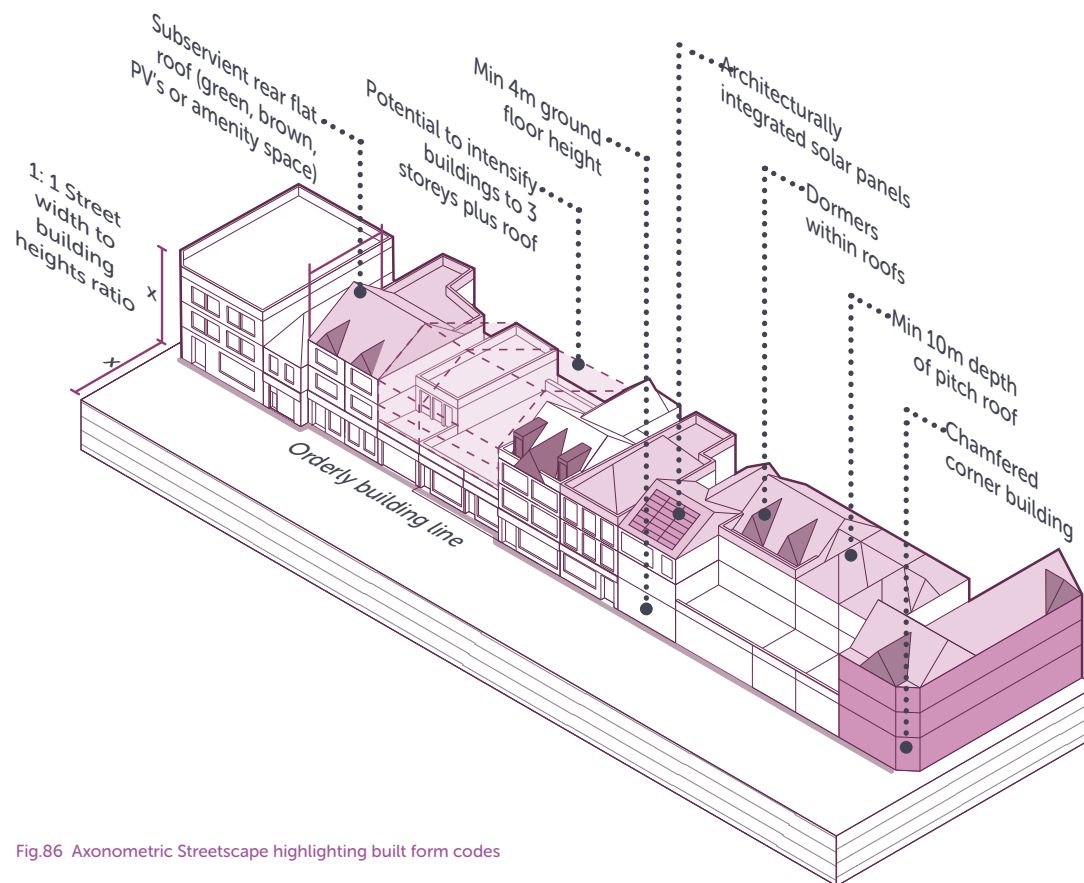 Subservient rear flat
roof (green, brown,
PV's or amenity space)
Potential to intensify
buildings to 3
storeys plus roof
Min 4m ground
floor height
Architecturally
integrated solar panels
Dormers
within roofs
Min 10m depth
of pitch roof
Chamfered
corner building
1: 1 Street
width to
building
heights ratio
x
x
Orderly building line
Fig.86 Axonometric Streetscape highlighting built form codes